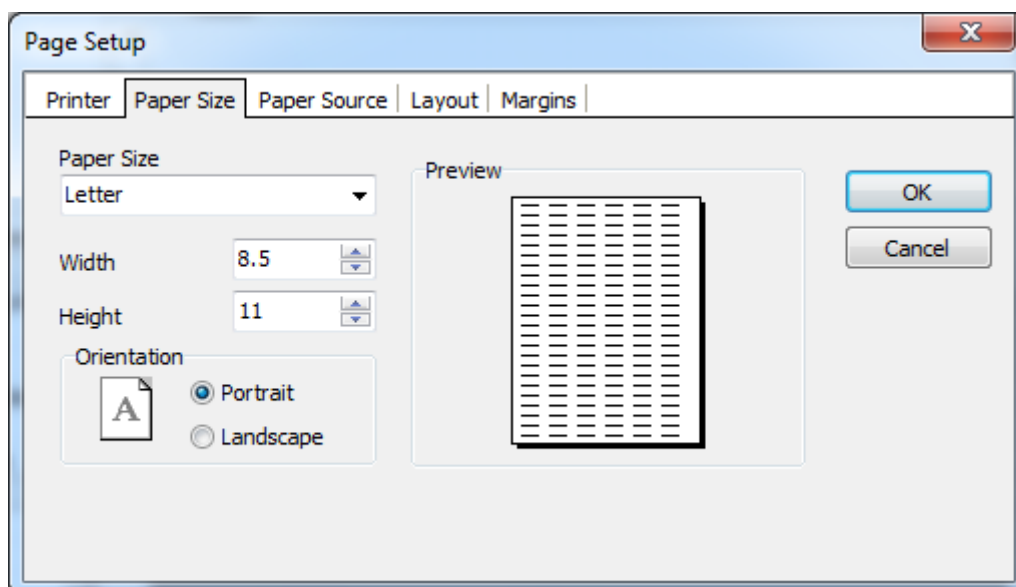 Page Setup
Printer Paper Size Paper Source Layout Margins
Paper Size
Letter
Width 8.5
Height 11
Orientation
A
Portrait
Landscape
Preview
OK
Cancel